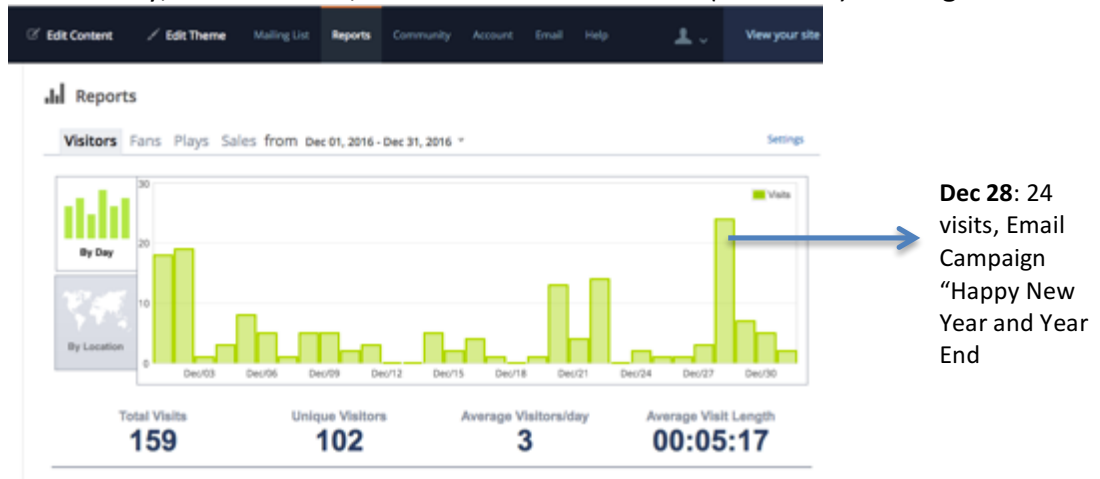 Edit Content Edit Theme Mailing List Reports Community Account Email Help View your site
Reports
Visitors Fans Plays Sales from Dec 01, 2016 - Dec 31, 2016 Settings
30
Visits
20
By Day
10
By Location
0
Dec/03 Dec/06 Dec/09 Dec/12 Dec/15 Dec/18 Dec/21 Dec/24 Dec/27 Dec/30
Total Visits Unique Visitors Average Visitors/day Average Visit Length
159 102 3 00:05:17
Dec 28: 24
visits, Email
Campaign
“Happy New
Year and Year
End